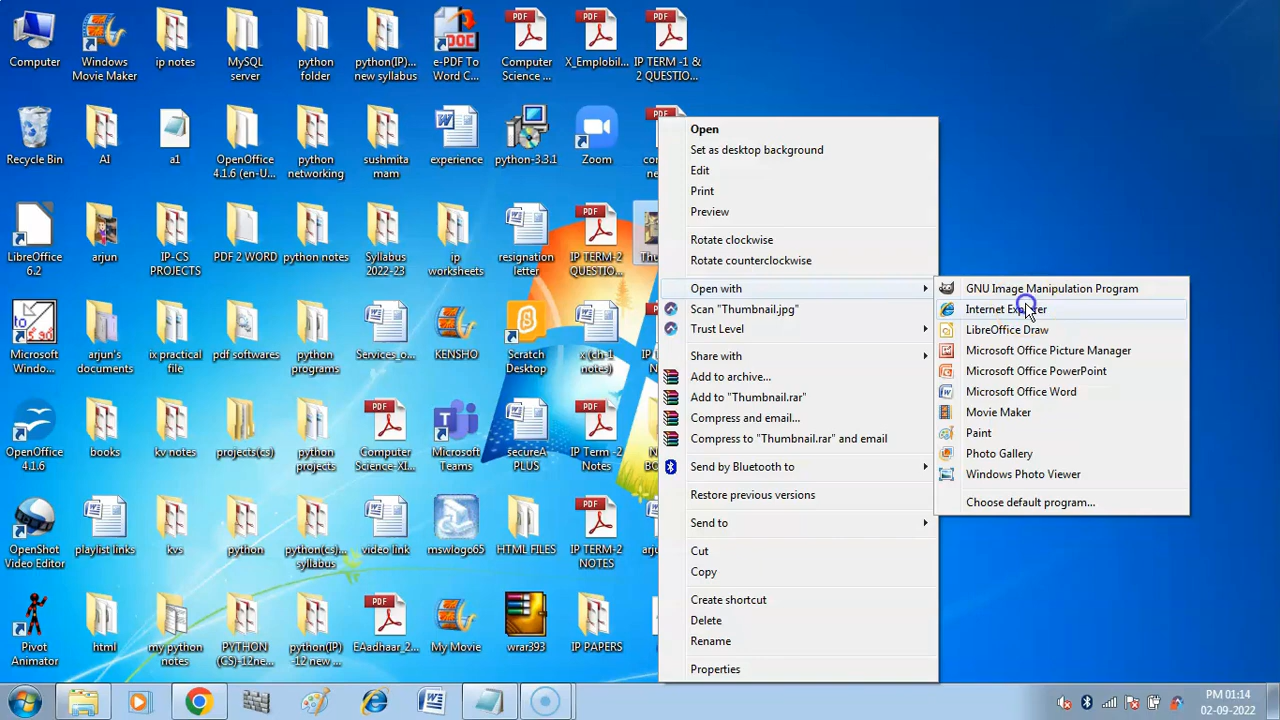 Computer
Windows
Movie Maker
ip notes
MySQL
server
python
folder
python(IP)...
new syllabus
e-PDF To
Word C...
Computer
Science ...
X_Emplobil...
IP TERM -1 &
2 QUESTIO...
Recycle Bin
AI
a1
OpenOffice
4.1.6 (en-U...
python
networking
sushmita
mam
experience
python-3.3.1
Zoom
LibreOffice
6.2
arjun
IP-CS
PROJECTS
PDF 2 WORD
python notes
Syllabus
2022-23
ip
worksheets
resignation
letter
IP TERM-2
QUESTIO...
Microsoft
Windo...
arjun's
documents
ix practical
file
pdf softwares
python
programs
Services_o...
KENSHO
Scratch
Desktop
x (ch-1
notes)
OpenOffice
4.1.6
books
kv notes
projects(cs)
python
projects
Computer
Science-XI...
Microsoft
Teams
secureA
PLUS
IP Term -2
Notes
OpenShot
Video Editor
playlist links
kvs
python
python(cs)...
syllabus
video link
mswlogo65
HTML FILES
IP TERM-2
NOTES
Pivot
Animator
html
my python
notes
PYTHON
(CS)-12ne...
python(IP)
-12 new ...
EAadhaar_2...
My Movie
wrar393
IP PAPERS
Open
Set as desktop background
Edit
Print
Preview
Rotate clockwise
Rotate counterclockwise
Open with
Scan "Thumbnail.jpg"
Trust Level
Share with
Add to archive...
Add to "Thumbnail.rar"
Compress and email...
Compress to "Thumbnail.rar" and email
Send by Bluetooth to
Restore previous versions
Send to
Cut
Copy
Create shortcut
Delete
Rename
Properties
GNU Image Manipulation Program
Internet Explorer
LibreOffice Draw
Microsoft Office Picture Manager
Microsoft Office PowerPoint
Microsoft Office Word
Movie Maker
Paint
Photo Gallery
Windows Photo Viewer
Choose default program...
PM 01:14
02-09-2022